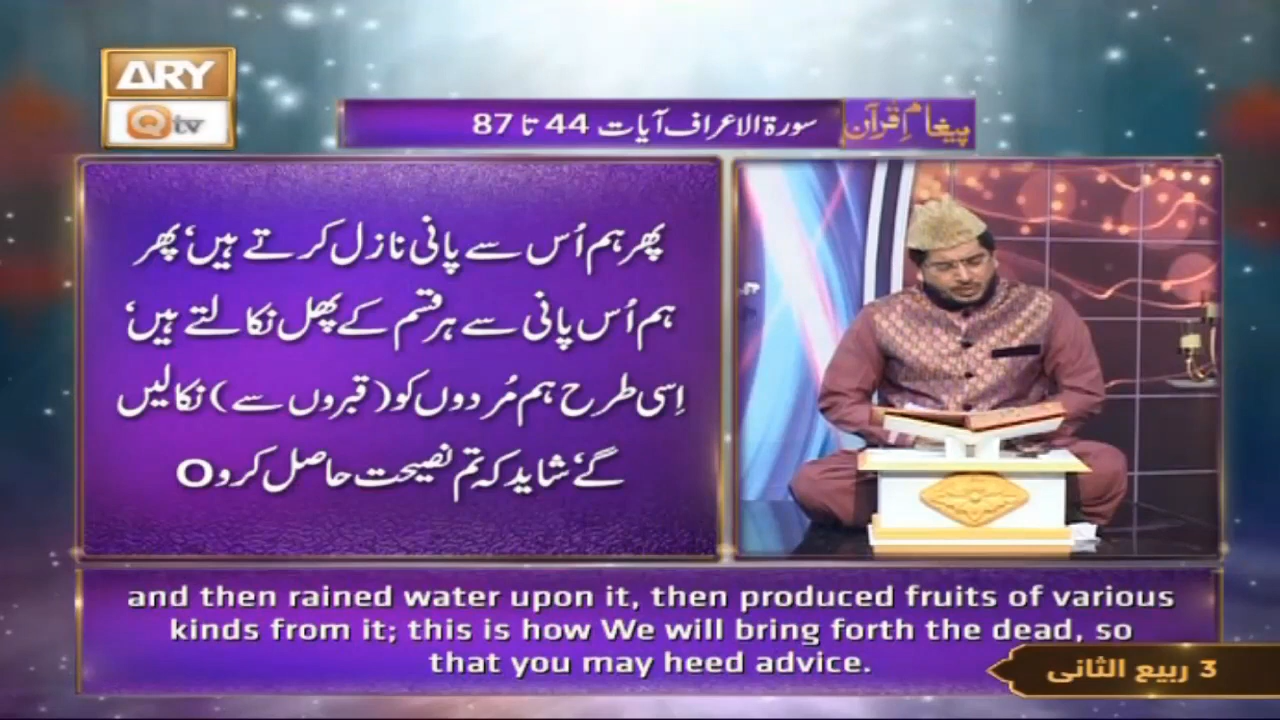 ARY
Qtv
پیغام قرآن
سورۃ الاعراف آیات 44 تا 87
پھر ہم اُس سے پانی نازل کرتے ہیں‘ پھر
ہم اُس پانی سے ہر قسم کے پھل نکالتے ہیں‘
اِسی طرح ہم مُردوں کو (قبروں سے) نکالیں
گے‘ شاید کہ تم نصیحت حاصل کرو O
and then rained water upon it, then produced fruits of various
kinds from it; this is how We will bring forth the dead, so
that you may heed advice.
3 ربیع الثانی